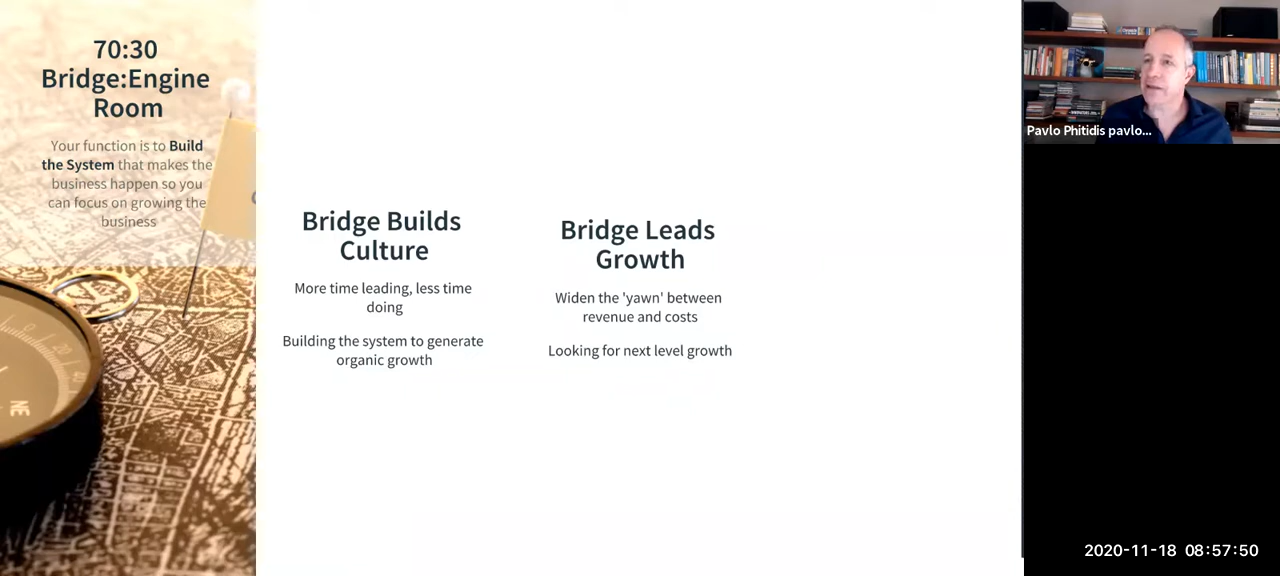 70:30
Bridge:Engine
Room
Your function is to Build
the System that makes the
business happen so you
can focus on growing the
business
Bridge Builds
Culture
More time leading, less time
doing
Building the system to generate
organic growth
Bridge Leads
Growth
Widen the 'yawn' between
revenue and costs
Looking for next level growth
Pavlo Phitidis pavlo...
2020-11-18 08:57:50
NE
20
40